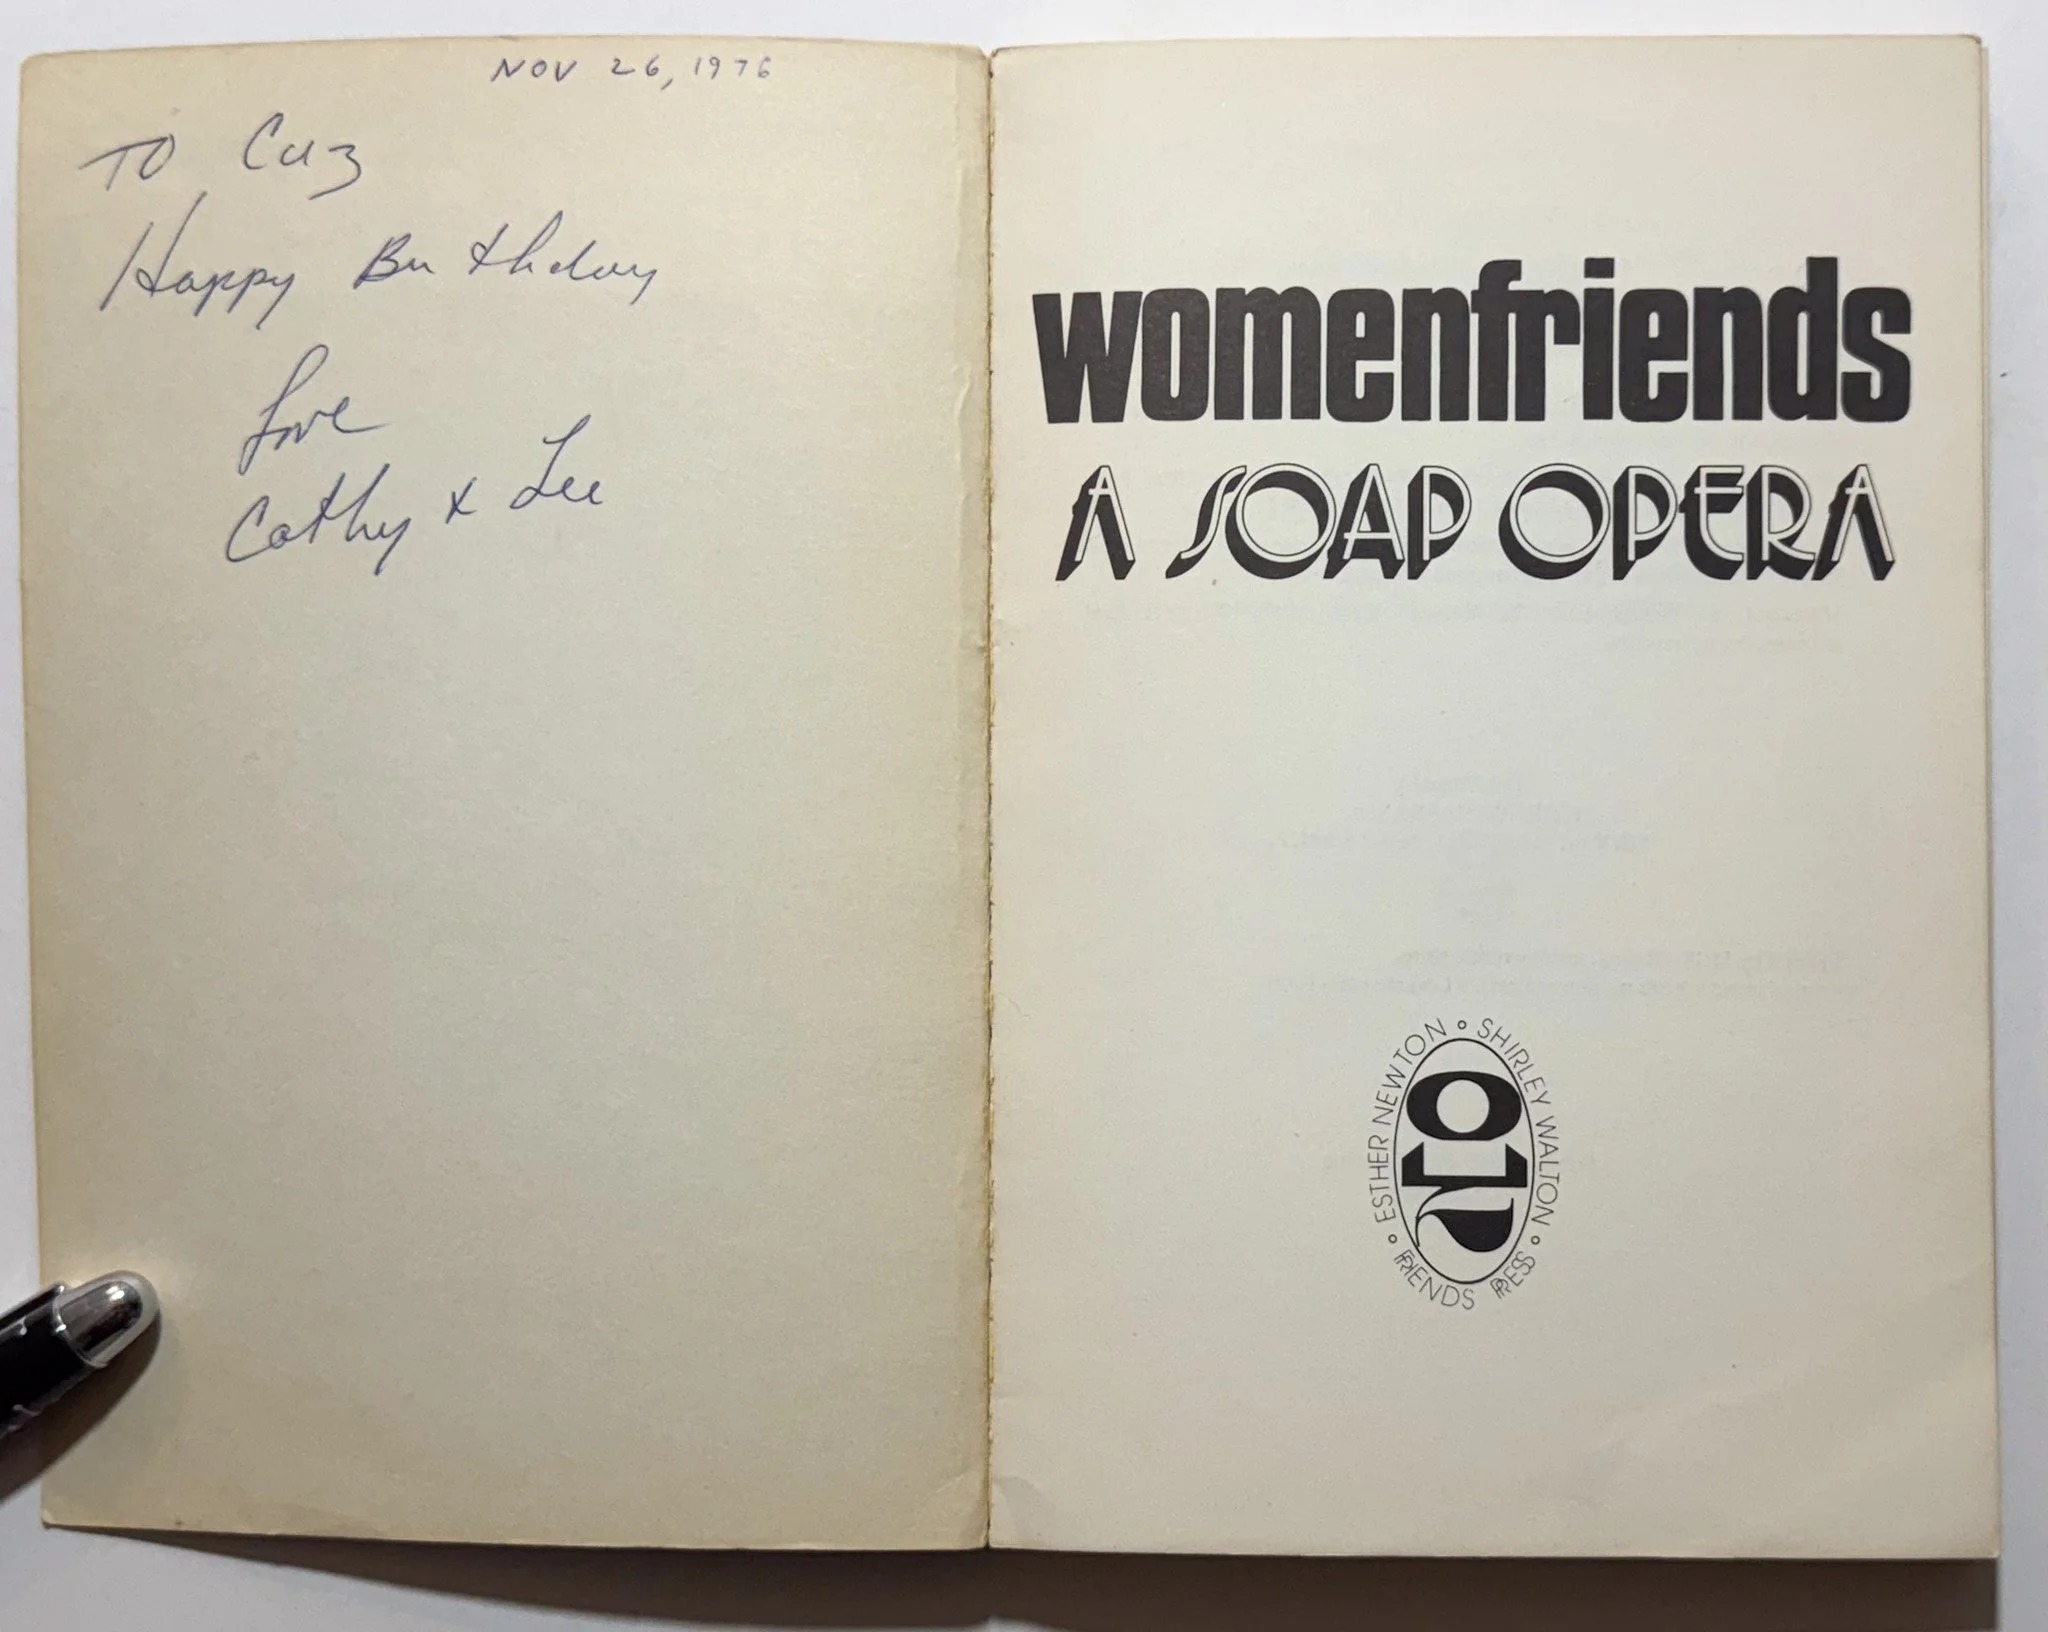 NOV 26, 1976
TO Cuz
Happy Birthday
Love
Cathy & Lee
womenfriends
A SOAP OPERA
ESTHER NEWTON • SHIRLEY WALTON • FRIENDS PRESS •